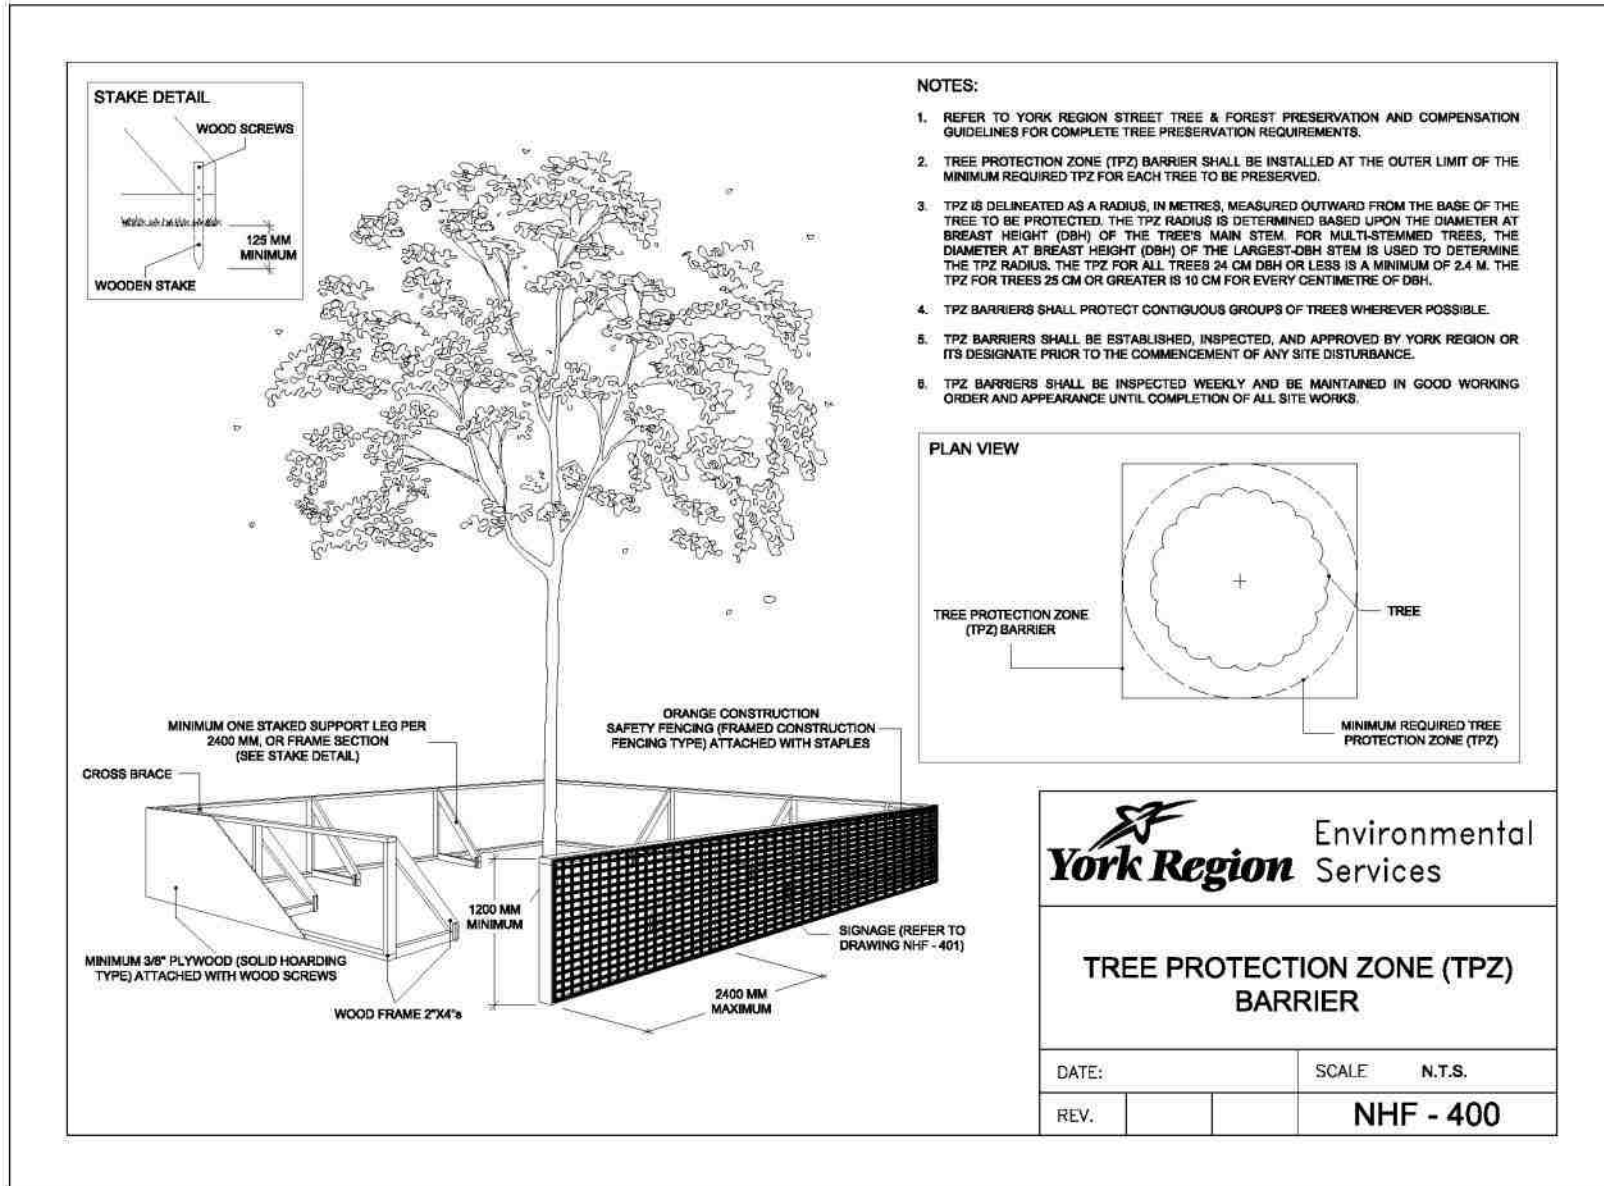 STAKE DETAIL
WOOD SCREWS
125 MM
MINIMUM
WOODEN STAKE
NOTES:
1. REFER TO YORK REGION STREET TREE & FOREST PRESERVATION AND COMPENSATION
GUIDELINES FOR COMPLETE TREE PRESERVATION REQUIREMENTS.
2. TREE PROTECTION ZONE (TPZ) BARRIER SHALL BE INSTALLED AT THE OUTER LIMIT OF THE
MINIMUM REQUIRED TPZ FOR EACH TREE TO BE PRESERVED.
3. TPZ IS DELINEATED AS A RADIUS, IN METRES, MEASURED OUTWARD FROM THE BASE OF THE
TREE TO BE PROTECTED. THE TPZ RADIUS IS DETERMINED BASED UPON THE DIAMETER AT
BREAST HEIGHT (DBH) OF THE TREE'S MAIN STEM. FOR MULTI-STEMMED TREES, THE
DIAMETER AT BREAST HEIGHT (DBH) OF THE LARGEST-DBH STEM IS USED TO DETERMINE
THE TPZ RADIUS. THE TPZ FOR ALL TREES 24 CM DBH OR LESS IS A MINIMUM OF 2.4 M. THE
TPZ FOR TREES 25 CM OR GREATER IS 10 CM FOR EVERY CENTIMETRE OF DBH.
4. TPZ BARRIERS SHALL PROTECT CONTIGUOUS GROUPS OF TREES WHEREVER POSSIBLE.
5. TPZ BARRIERS SHALL BE ESTABLISHED, INSPECTED, AND APPROVED BY YORK REGION OR
ITS DESIGNATE PRIOR TO THE COMMENCEMENT OF ANY SITE DISTURBANCE.
6. TPZ BARRIERS SHALL BE INSPECTED WEEKLY AND BE MAINTAINED IN GOOD WORKING
ORDER AND APPEARANCE UNTIL COMPLETION OF ALL SITE WORKS.
PLAN VIEW
TREE PROTECTION ZONE
(TPZ) BARRIER
TREE
MINIMUM REQUIRED TREE
PROTECTION ZONE (TPZ)
MINIMUM ONE STAKED SUPPORT LEG PER
2400 MM, OR FRAME SECTION
(SEE STAKE DETAIL)
ORANGE CONSTRUCTION
SAFETY FENCING (FRAMED CONSTRUCTION
FENCING TYPE) ATTACHED WITH STAPLES
CROSS BRACE
1200 MM
MINIMUM
SIGNAGE (REFER TO
DRAWING NHF - 401)
MINIMUM 3/8" PLYWOOD (SOLID HOARDING
TYPE) ATTACHED WITH WOOD SCREWS
2400 MM
MAXIMUM
WOOD FRAME 2"X4"s
York Region
Environmental
Services
TREE PROTECTION ZONE (TPZ)
BARRIER
DATE:
SCALE N.T.S.
REV.
NHF - 400